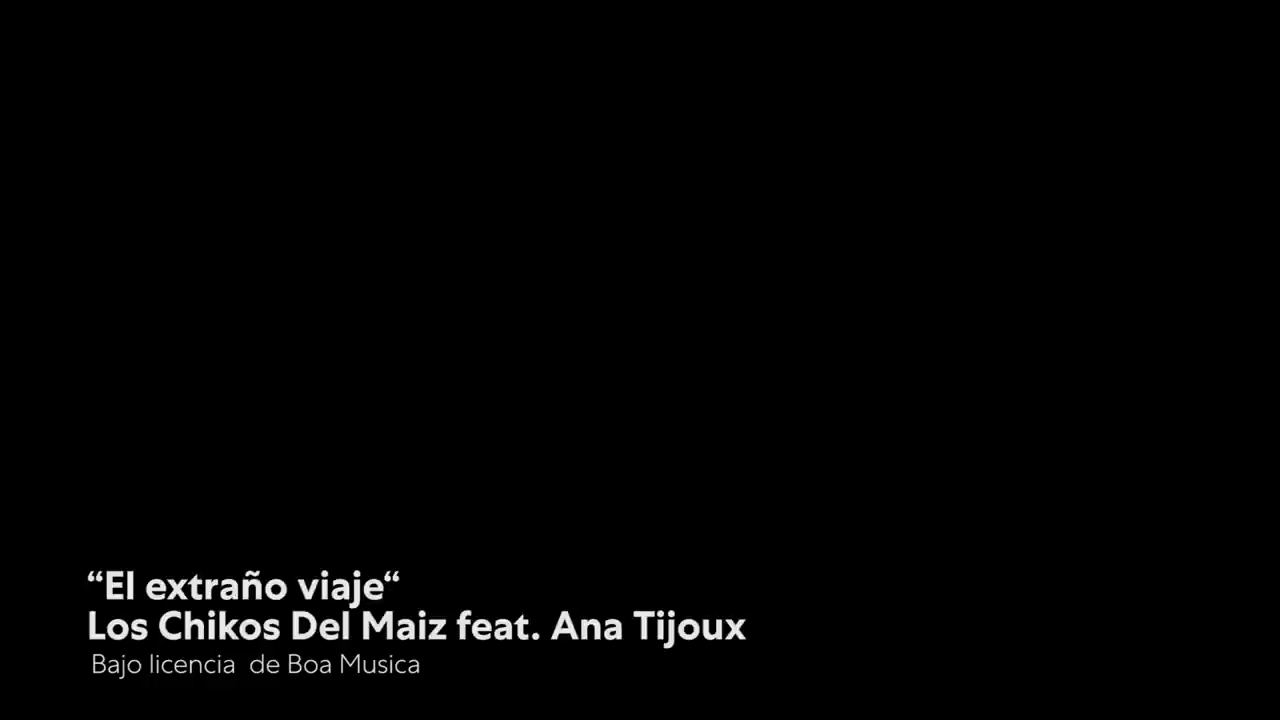 “El extraño viaje“
Los Chikos Del Maiz feat. Ana Tijoux
Bajo licencia de Boa Musica